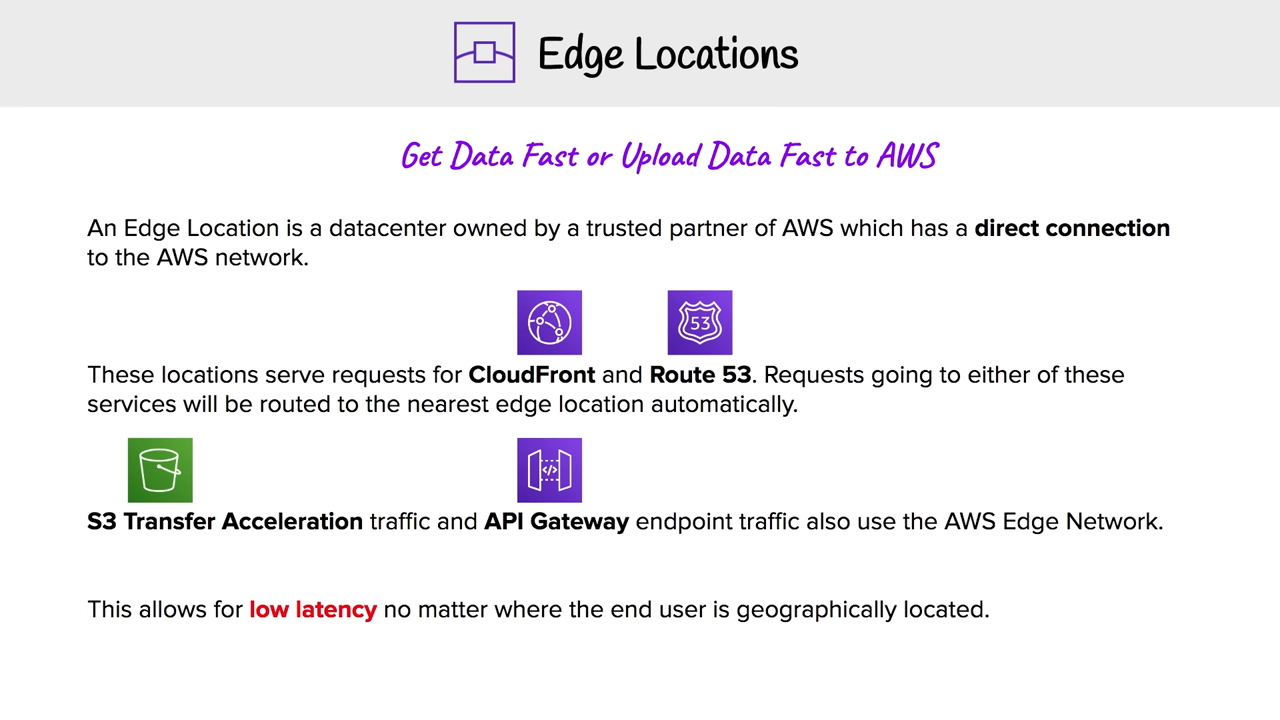 Edge Locations
Get Data Fast or Upload Data Fast to AWS
An Edge Location is a datacenter owned by a trusted partner of AWS which has a direct connection
to the AWS network.
53
These locations serve requests for CloudFront and Route 53. Requests going to either of these
services will be routed to the nearest edge location automatically.
</>
S3 Transfer Acceleration traffic and API Gateway endpoint traffic also use the AWS Edge Network.
This allows for low latency no matter where the end user is geographically located.